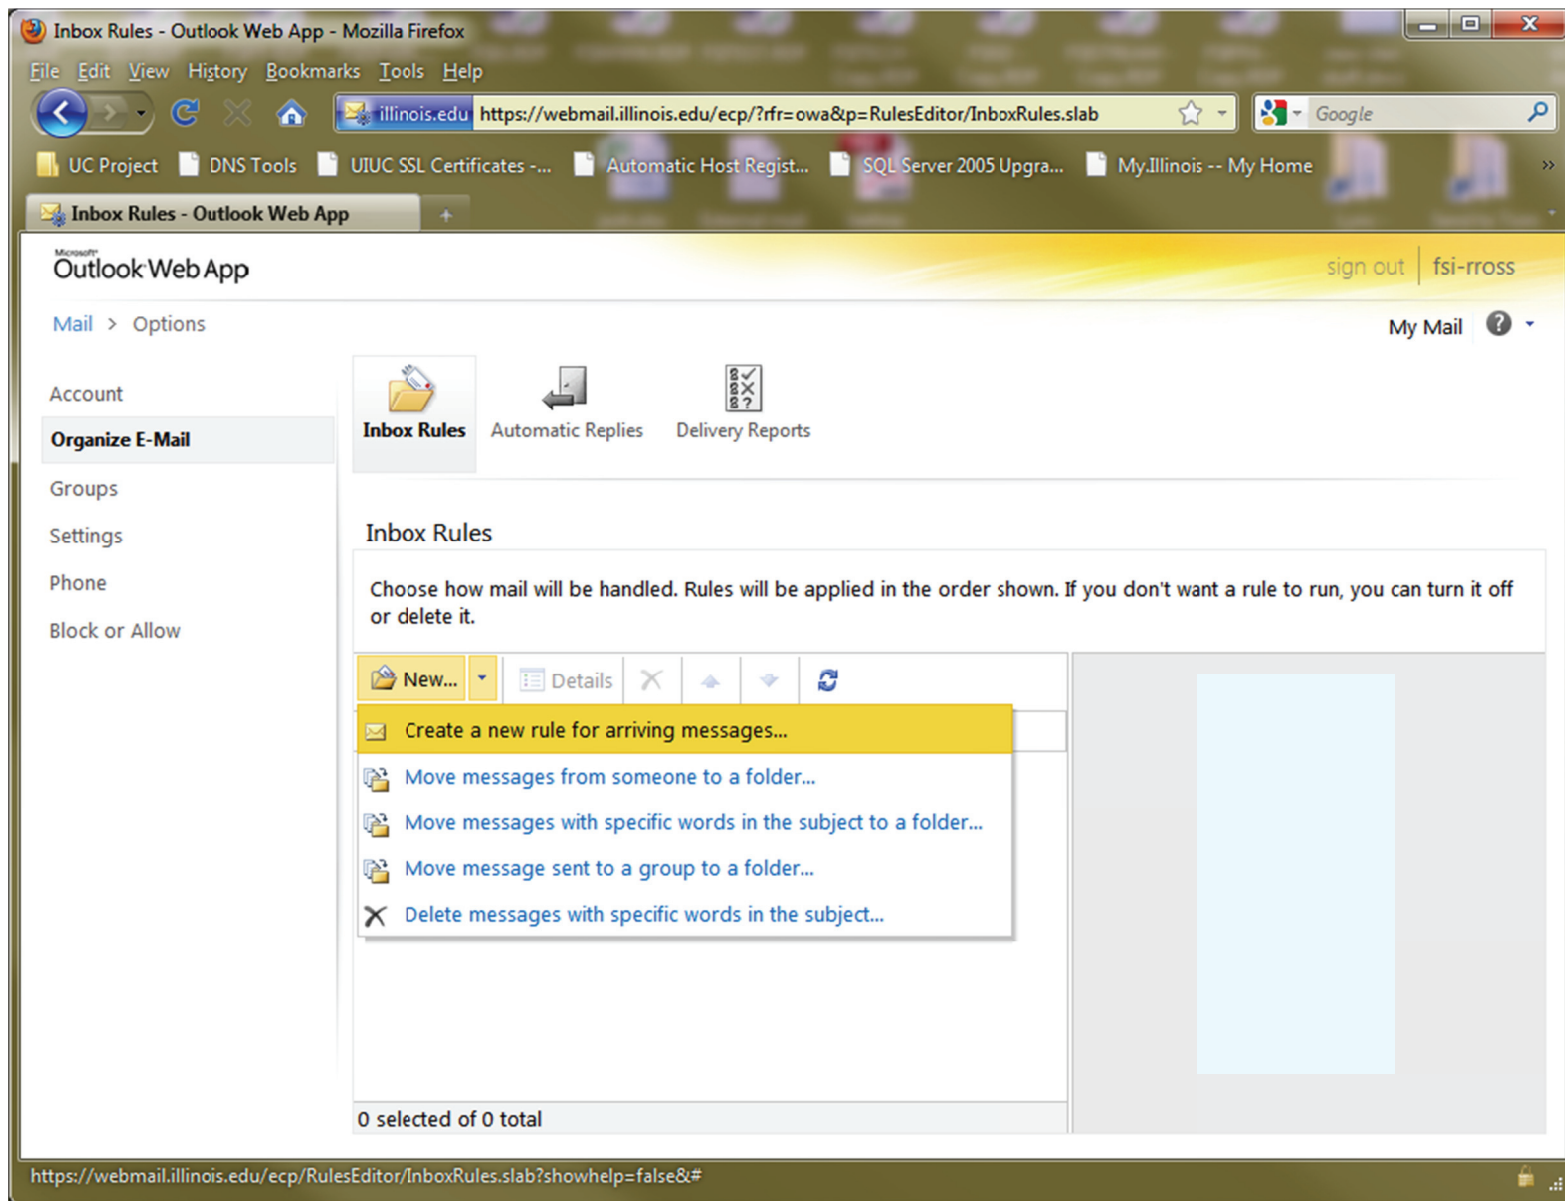 Inbox Rules - Outlook Web App - Mozilla Firefox
File Edit View History Bookmarks Tools Help
illinois.edu https://webmail.illinois.edu/ecp/?rfr=owa&p=RulesEditor/InboxRules.slab Google
UC Project DNS Tools UIUC SSL Certificates -... Automatic Host Regist... SQL Server 2005 Upgra... My.Illinois -- My Home »
Inbox Rules - Outlook Web App
Microsoft
Outlook Web App
sign out fsi-rross
Mail > Options
My Mail
Account
Organize E-Mail
Groups
Settings
Phone
Block or Allow
Inbox Rules Automatic Replies Delivery Reports
Inbox Rules
Choose how mail will be handled. Rules will be applied in the order shown. If you don't want a rule to run, you can turn it off
or delete it.
New... Details
Create a new rule for arriving messages...
Move messages from someone to a folder...
Move messages with specific words in the subject to a folder...
Move message sent to a group to a folder...
Delete messages with specific words in the subject...
0 selected of 0 total
https://webmail.illinois.edu/ecp/RulesEditor/InboxRules.slab?showhelp=false&#